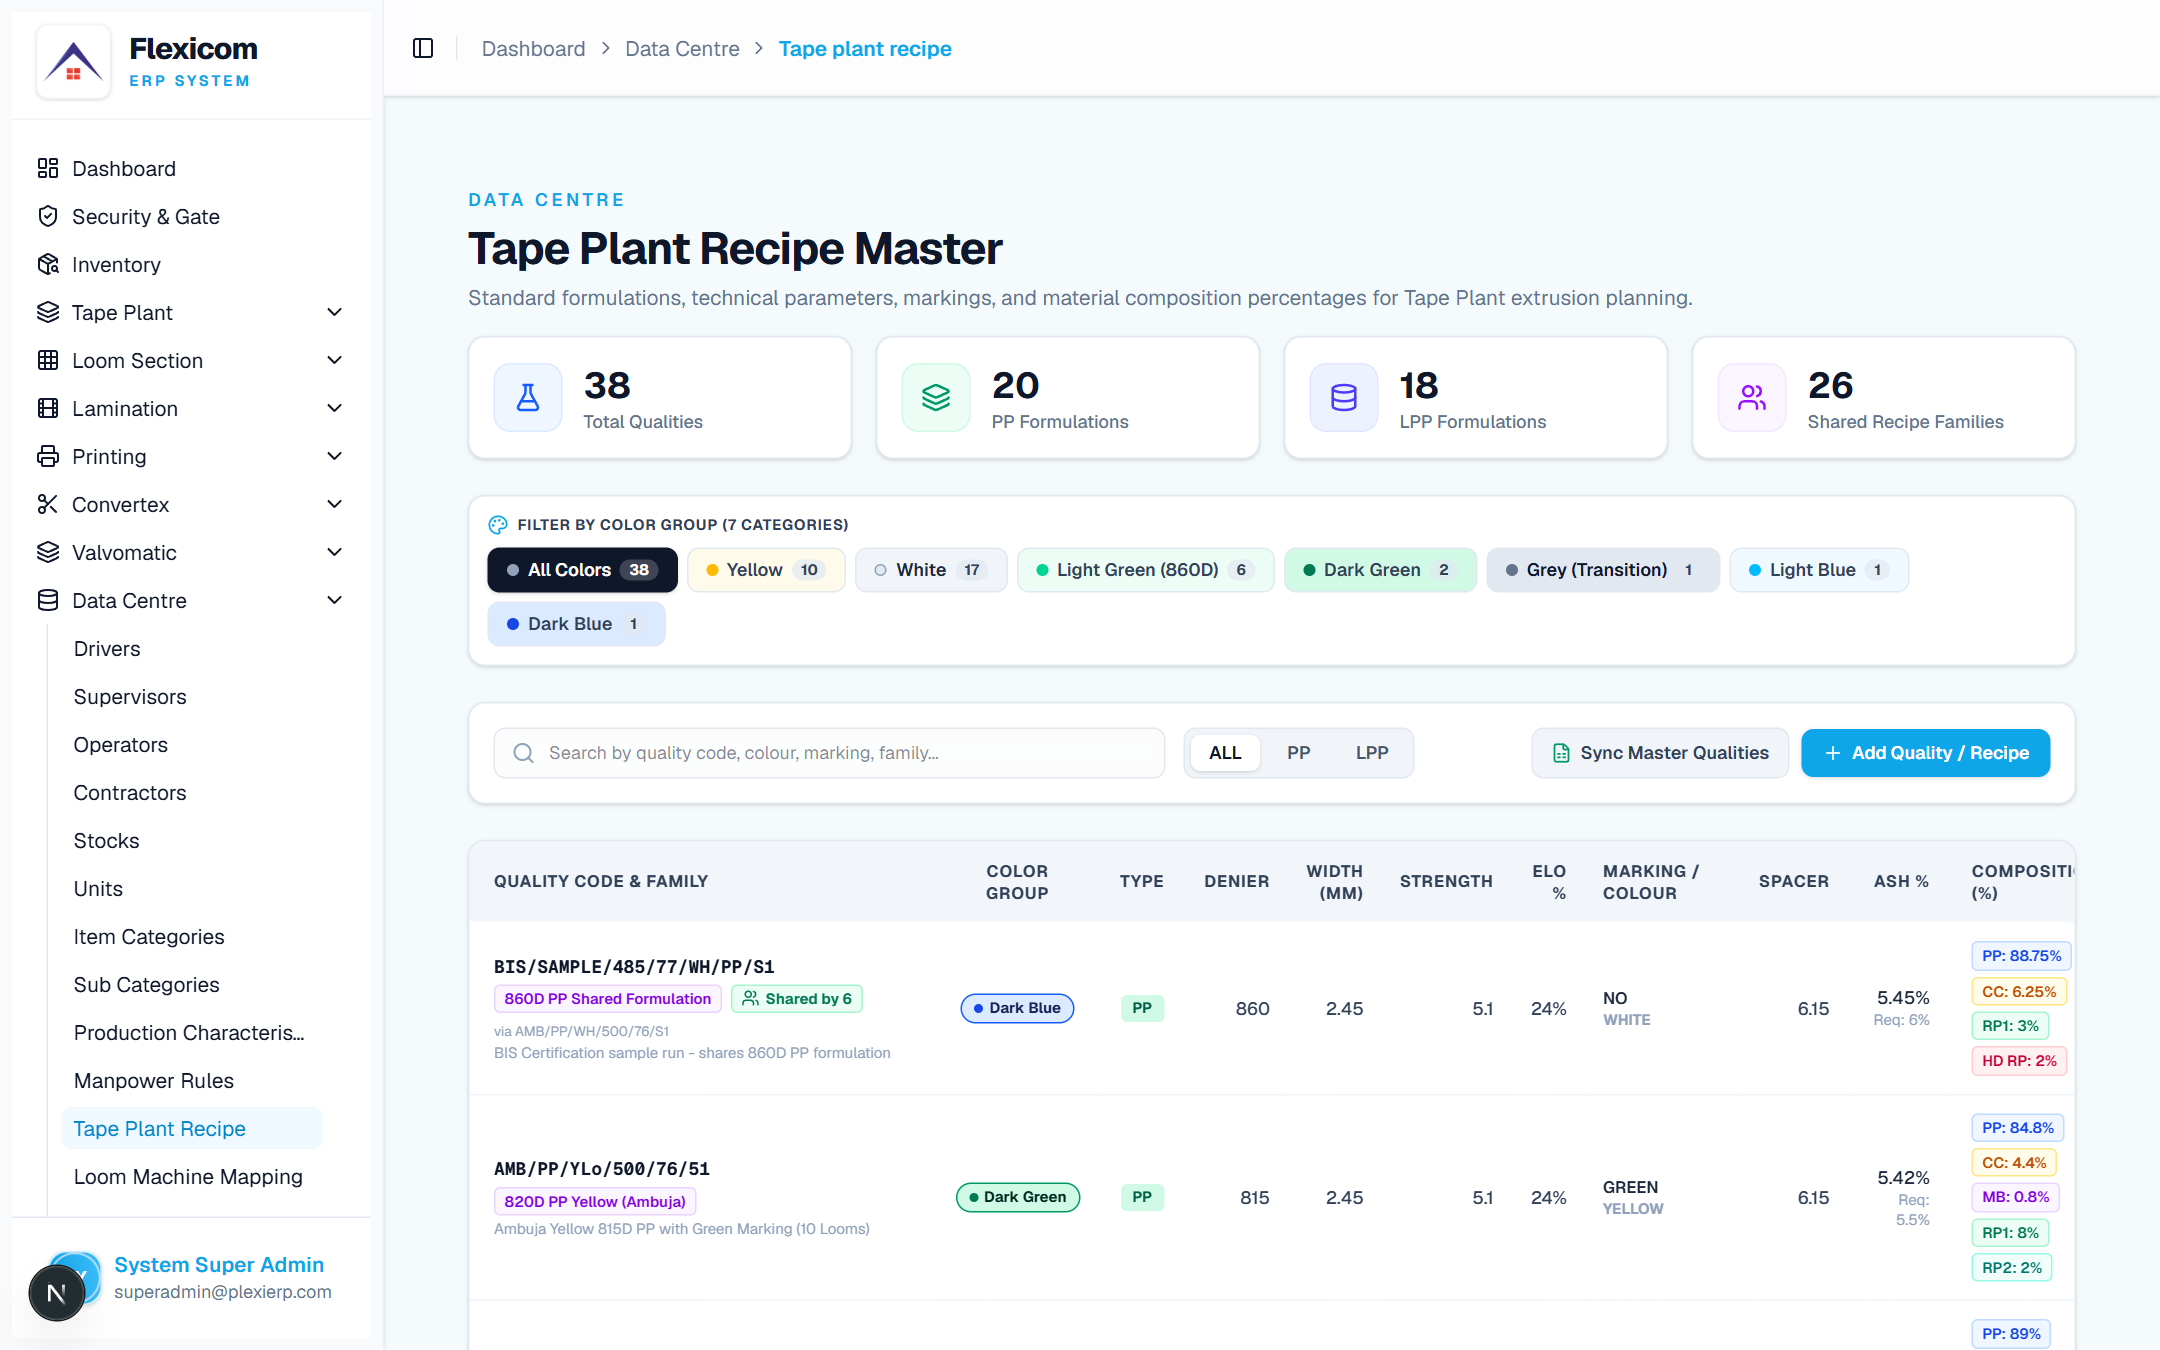 Flexicom
ERP SYSTEM
Dashboard
Security & Gate
Inventory
Tape Plant
Loom Section
Lamination
Printing
Convertex
Valvomatic
Data Centre
Drivers
Supervisors
Operators
Contractors
Stocks
Units
Item Categories
Sub Categories
Production Characteris...
Manpower Rules
Tape Plant Recipe
Loom Machine Mapping
N
System Super Admin
superadmin@plexierp.com
Dashboard > Data Centre > Tape plant recipe
DATA CENTRE
Tape Plant Recipe Master
Standard formulations, technical parameters, markings, and material composition percentages for Tape Plant extrusion planning.
38
Total Qualities
20
PP Formulations
18
LPP Formulations
26
Shared Recipe Families
FILTER BY COLOR GROUP (7 CATEGORIES)
All Colors 38 Yellow 10 White 17 Light Green (860D) 6 Dark Green 2 Grey (Transition) 1 Light Blue 1
Dark Blue 1
Search by quality code, colour, marking, family... ALL PP LPP Sync Master Qualities + Add Quality / Recipe
QUALITY CODE & FAMILY COLOR GROUP TYPE DENIER WIDTH (MM) STRENGTH ELO % MARKING / COLOUR SPACER ASH % COMPOSITI (%)
BIS/SAMPLE/485/77/WH/PP/S1
860D PP Shared Formulation Shared by 6
via AMB/PP/WH/500/76/S1
BIS Certification sample run - shares 860D PP formulation
Dark Blue PP 860 2.45 5.1 24%
NO
WHITE
6.15
5.45%
Req: 6%
PP: 88.75%
CC: 6.25%
RP1: 3%
HD RP: 2%
AMB/PP/YLo/500/76/51
820D PP Yellow (Ambuja)
Ambuja Yellow 815D PP with Green Marking (10 Looms)
Dark Green PP 815 2.45 5.1 24%
GREEN
YELLOW
6.15
5.42%
Req:
5.5%
PP: 84.8%
CC: 4.4%
MB: 0.8%
RP1: 8%
RP2: 2%
PP: 89%